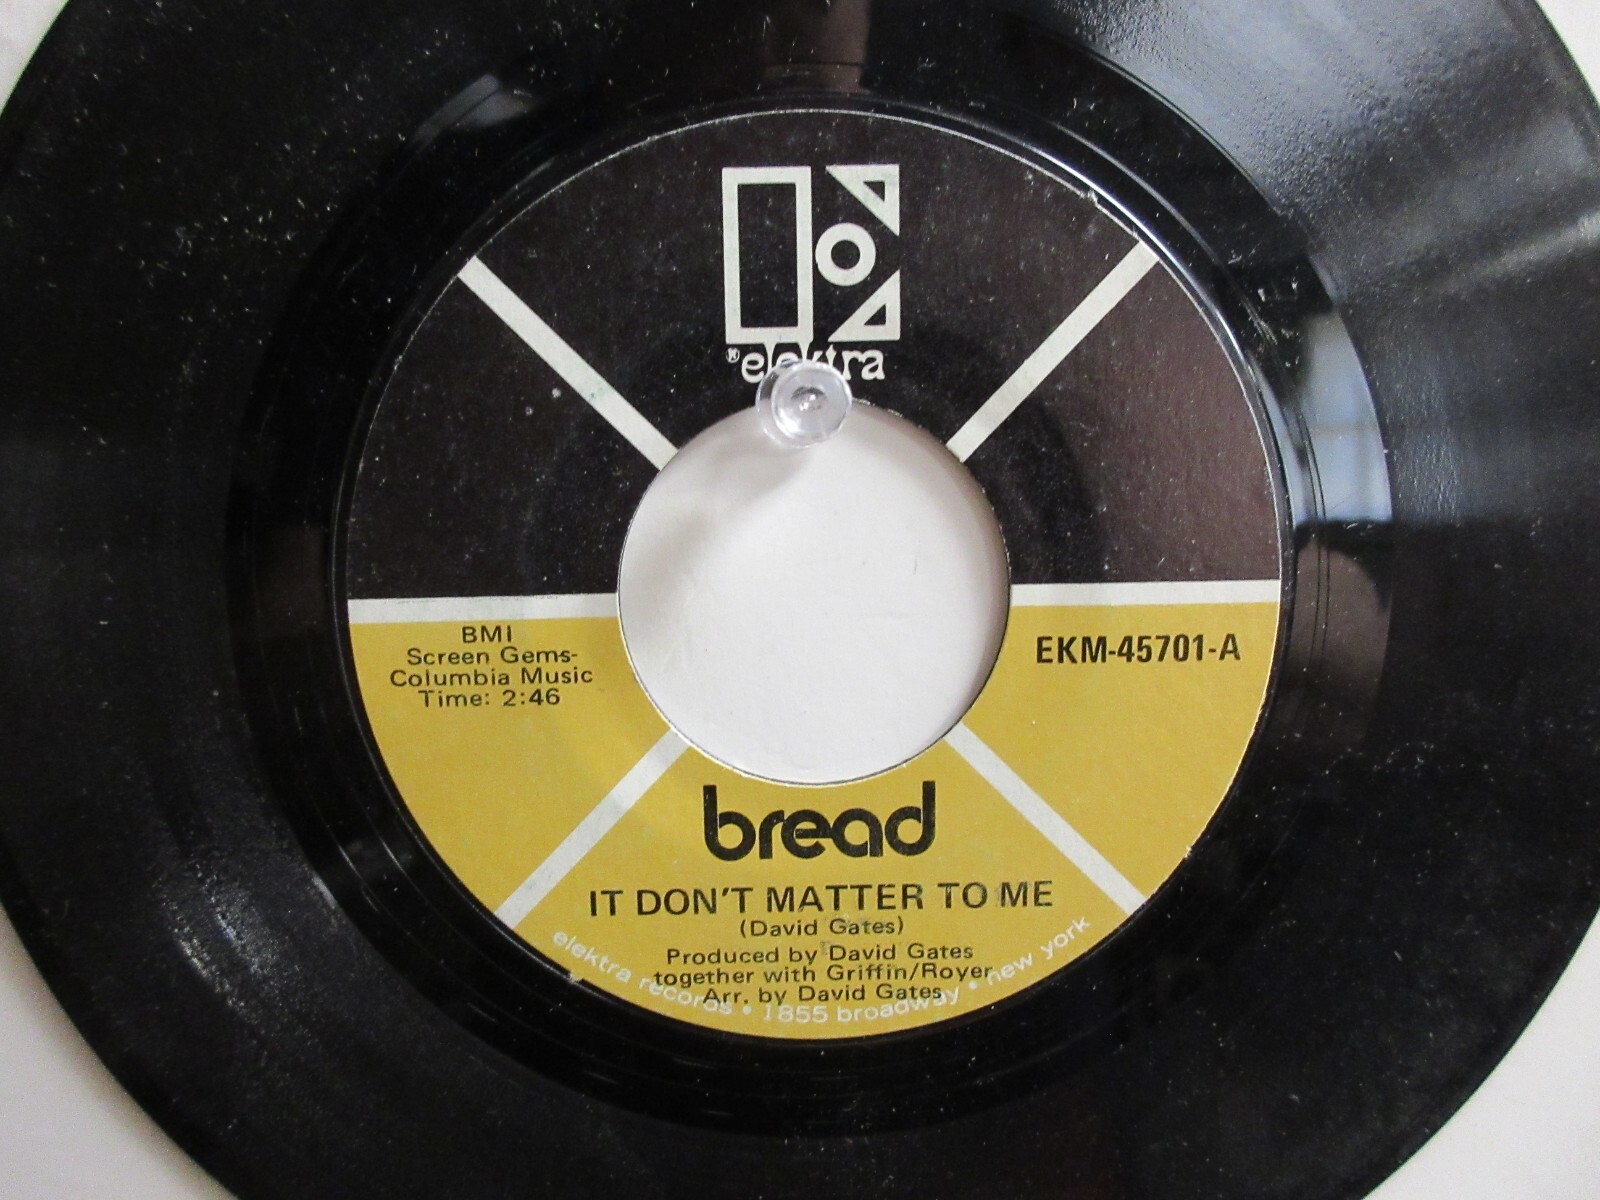 ® elektra
BMI
Screen Gems-
Columbia Music
Time: 2:46
EKM-45701-A
bread
IT DON'T MATTER TO ME
(David Gates)
Produced by David Gates
together with Griffin/Royer
Arr. by David Gates
elektra records • 1855 broadway • new york